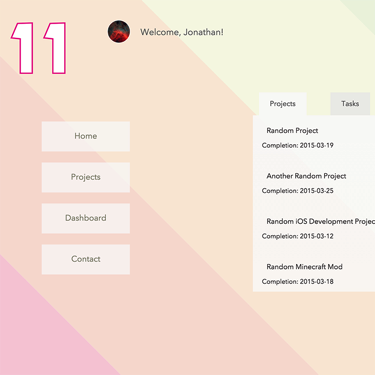 11
Welcome, Jonathan!
Projects
Tasks
Home
Projects
Dashboard
Contact
Random Project
Completion: 2015-03-19
Another Random Project
Completion: 2015-03-25
Random iOS Development Projec
Completion: 2015-03-12
Random Minecraft Mod
Completion: 2015-03-18